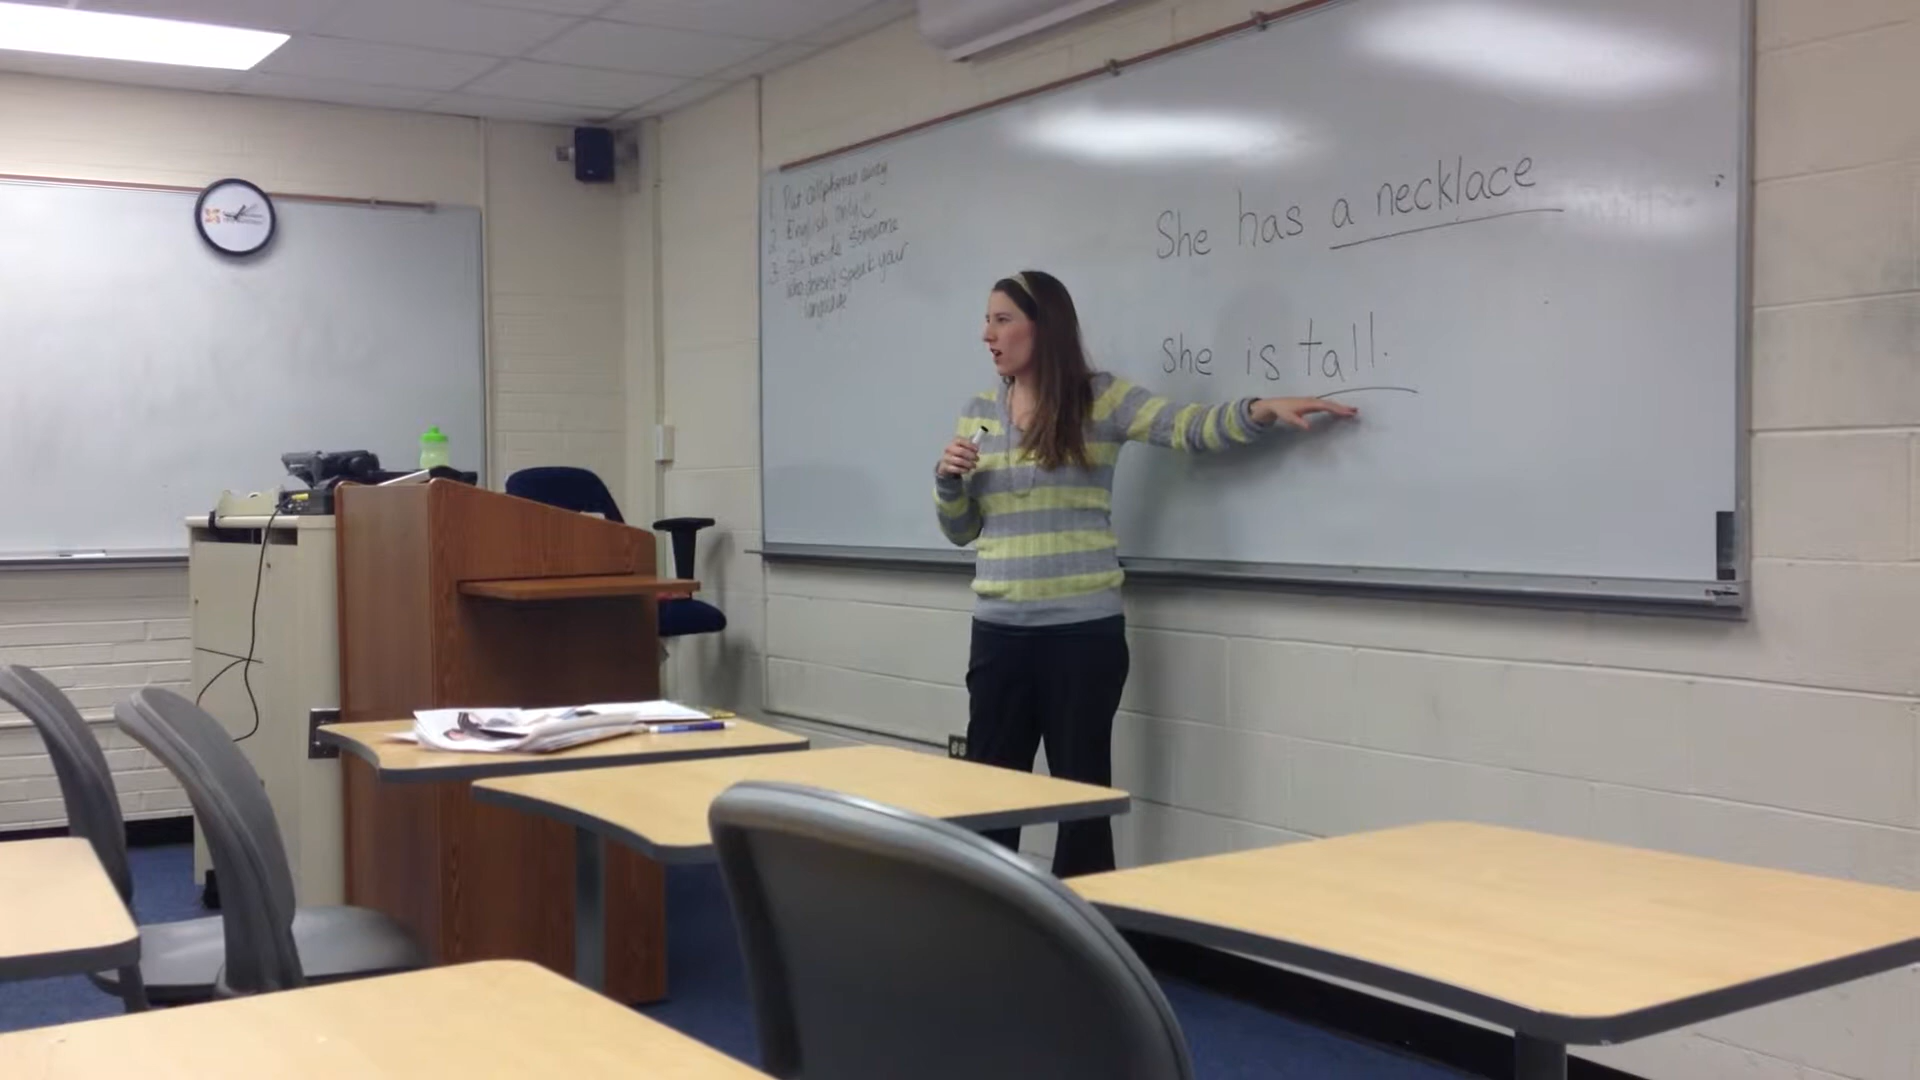 1. Put cellphones away
2. English only
3. Sit beside someone
who doesn't speak your
language
She has a necklace
She is tall.